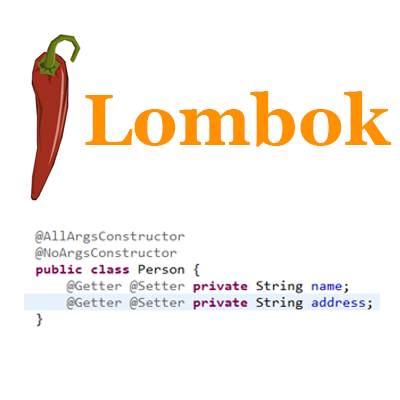 Lombok
@AllArgsConstructor
@NoArgsConstructor
public class Person {
    @Getter @Setter private String name;
    @Getter @Setter private String address;
}